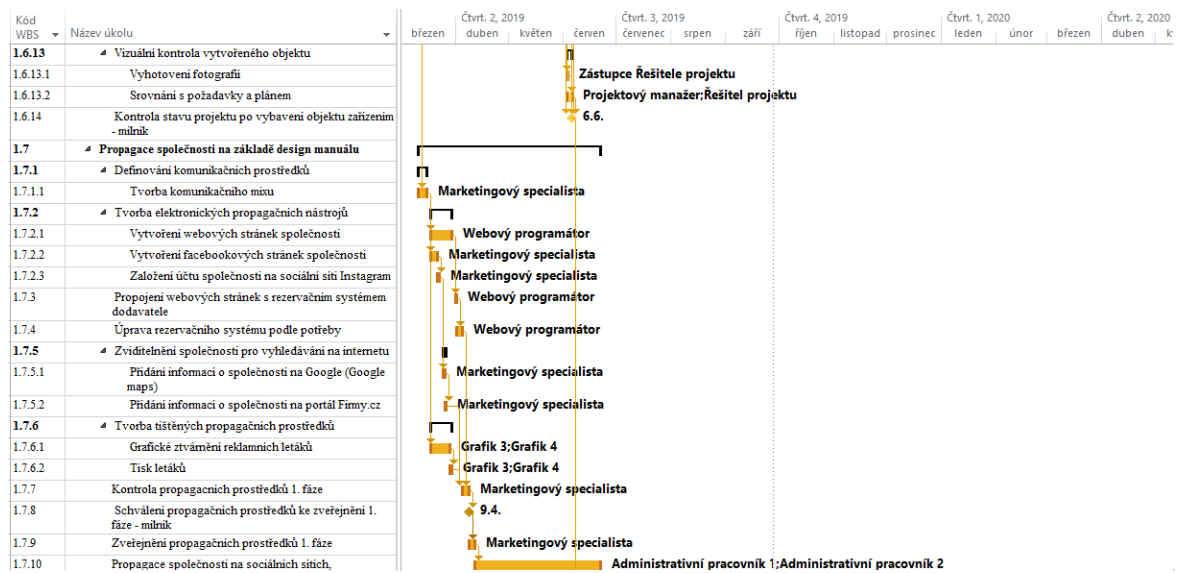 Kód WBS Název úkolu
Čtvrt. 2, 2019 Čtvrt. 3, 2019 Čtvrt. 4, 2019 Čtvrt. 1, 2020 Čtvrt. 2, 2020
březen duben květen červen červenec srpen září říjen listopad prosinec leden únor březen duben
1.6.13 Vizuální kontrola vytvořeného objektu
1.6.13.1 Vyhotovení fotografií Zástupce Řešitele projektu
1.6.13.2 Srovnání s požadavky a plánem Projektový manažer;Řešitel projektu
1.6.14 Kontrola stavu projektu po vybavení objektu zařízením 6.6.
- milník
1.7 Propagace společnosti na základě design manuálu
1.7.1 Definování komunikačních prostředků
1.7.1.1 Tvorba komunikačního mixu Marketingový specialista
1.7.2 Tvorba elektronických propagačních nástrojů
1.7.2.1 Vytvoření webových stránek společnosti Webový programátor
1.7.2.2 Vytvoření facebookových stránek společnosti Marketingový specialista
1.7.2.3 Založení účtu společnosti na sociální síti Instagram Marketingový specialista
1.7.3 Propojení webových stránek s rezervačním systémem Webový programátor
dodavatele
1.7.4 Úprava rezervačního systému podle potřeby Webový programátor
1.7.5 Zviditelnění společnosti pro vyhledávání na internetu
1.7.5.1 Přidání informací o společnosti na Google (Google Marketingový specialista
maps)
1.7.5.2 Přidání informací o společnosti na portál Firmy.cz Marketingový specialista
1.7.6 Tvorba tištěných propagačních prostředků
1.7.6.1 Grafické ztvárnění reklamních letáků Grafik 3;Grafik 4
1.7.6.2 Tisk letáků Grafik 3;Grafik 4
1.7.7 Kontrola propagacních prostředků 1. fáze Marketingový specialista
1.7.8 Schválení propagačních prostředků ke zveřejnění 1. 9.4.
fáze - milník
1.7.9 Zveřejnění propagačních prostředků 1. fáze Marketingový specialista
1.7.10 Propagace společnosti na sociálních sítích, Administrativní pracovník 1;Administrativní pracovník 2